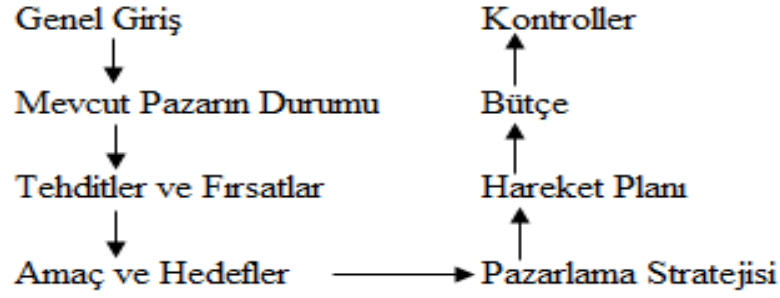 Genel Giriş
Mevcut Pazarın Durumu
Tehditler ve Fırsatlar
Amaç ve Hedefler
Pazarlama Stratejisi
Hareket Planı
Bütçe
Kontroller